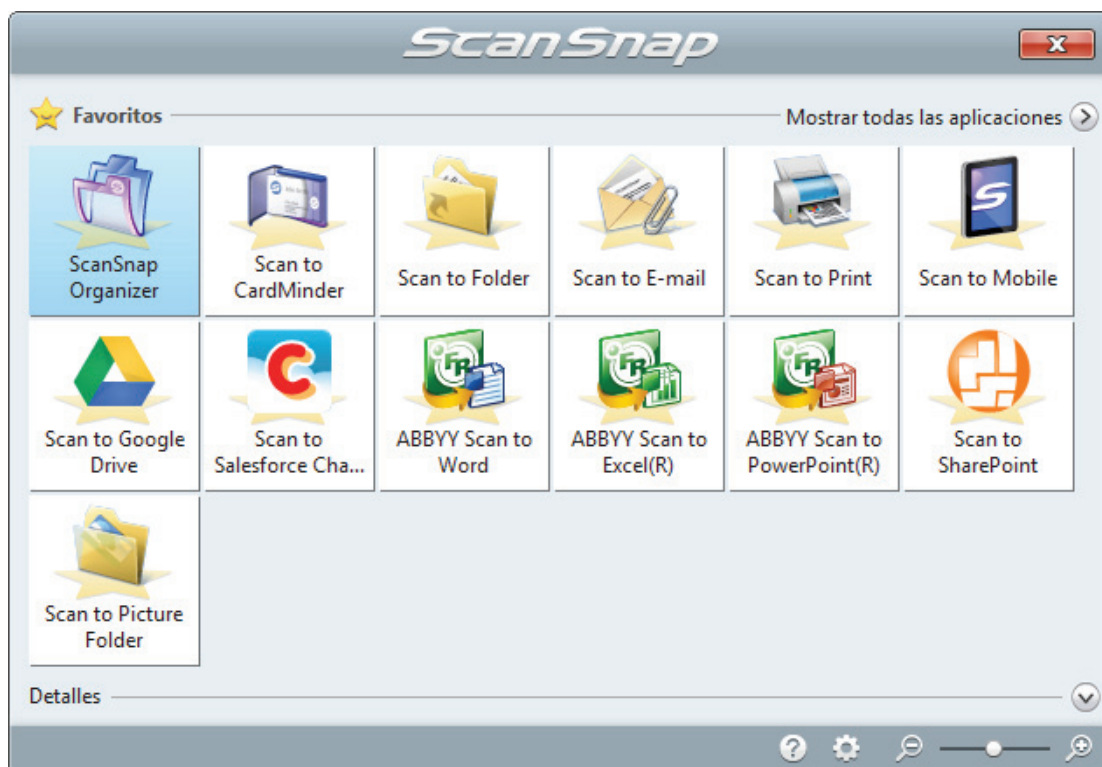 ScanSnap
Favoritos
Mostrar todas las aplicaciones
ScanSnap
Organizer
Scan to
CardMinder
Scan to Folder
Scan to E-mail
Scan to Print
Scan to Mobile
Scan to Google
Drive
Scan to
Salesforce Cha...
ABBYY Scan to
Word
ABBYY Scan to
Excel(R)
ABBYY Scan to
PowerPoint(R)
Scan to
SharePoint
Scan to Picture
Folder
Detalles